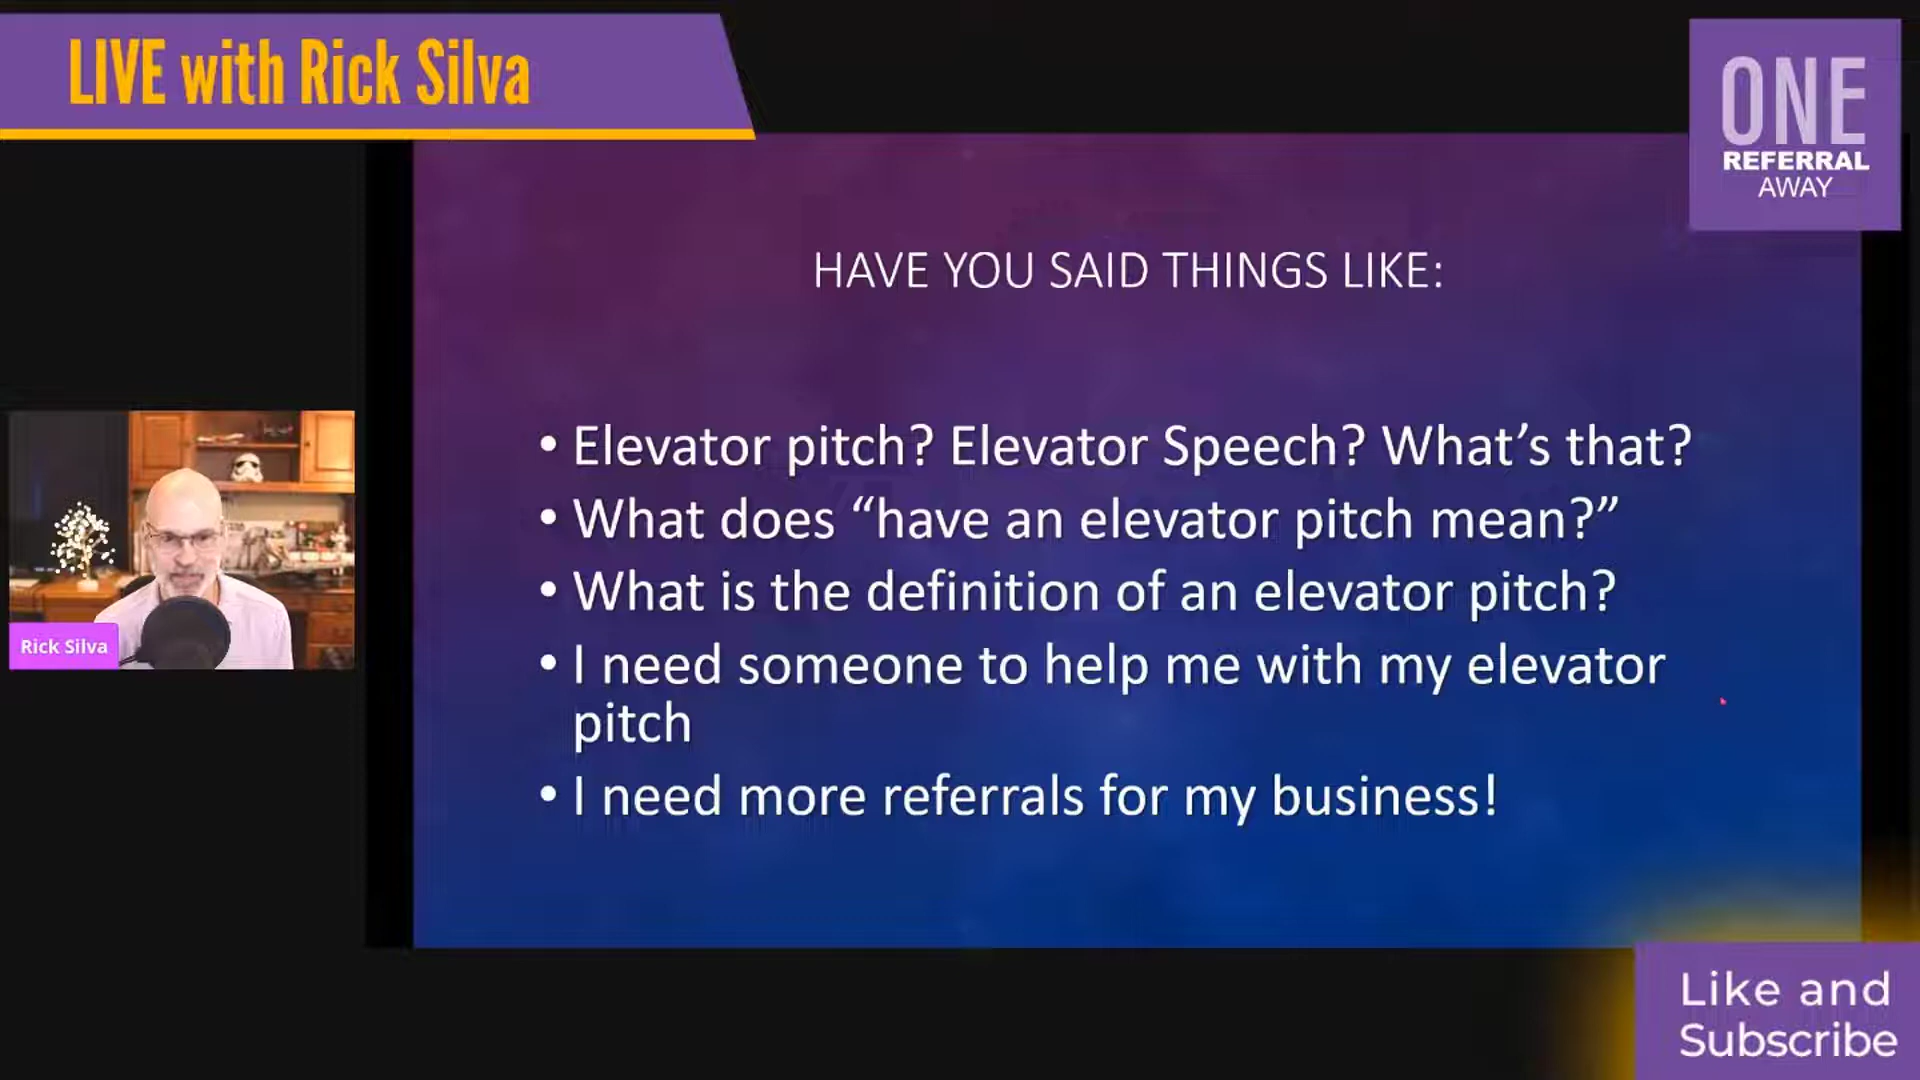 LIVE with Rick Silva
ONE
REFERRAL
AWAY
HAVE YOU SAID THINGS LIKE:
• Elevator pitch? Elevator Speech? What’s that?
• What does “have an elevator pitch mean?”
• What is the definition of an elevator pitch?
• I need someone to help me with my elevator
pitch
• I need more referrals for my business!
Rick Silva
Like and
Subscribe